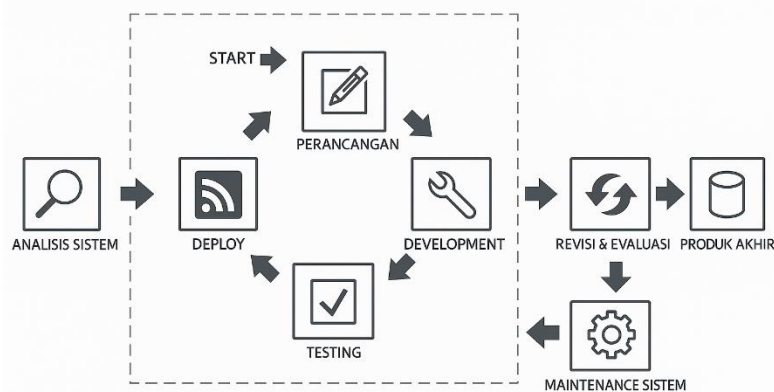 START
PERANCANGAN
ANALISIS SISTEM
DEPLOY
DEVELOPMENT
REVISI & EVALUASI
PRODUK AKHIR
TESTING
MAINTENANCE SISTEM